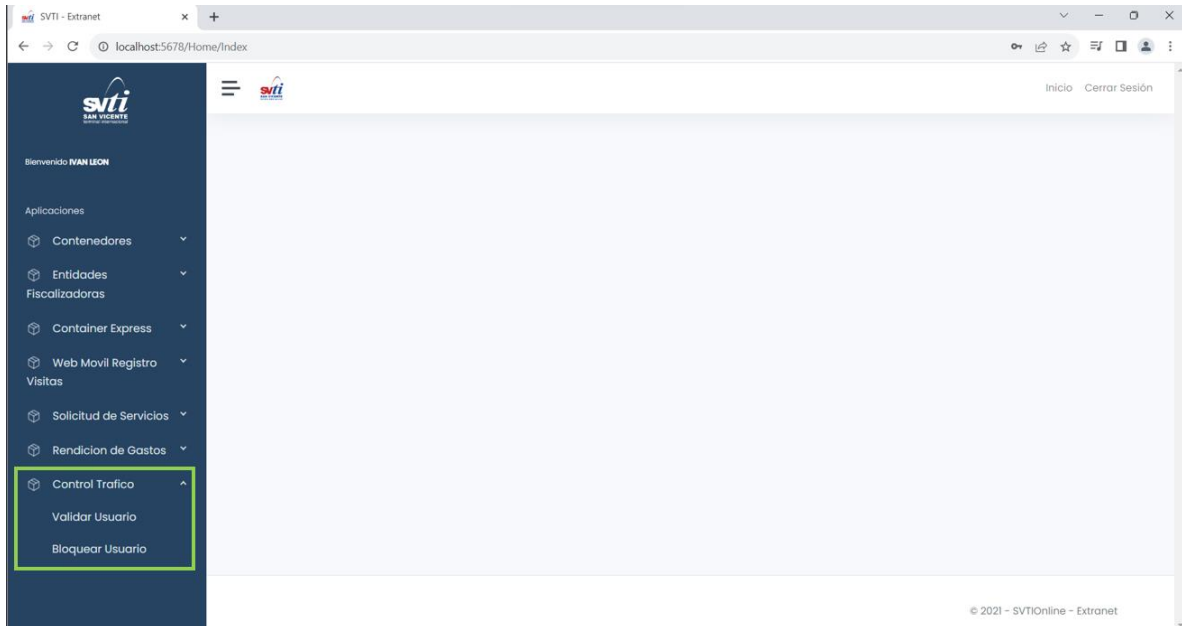 SVTI - Extranet
localhost:5678/Home/Index
svti
SAN VICENTE
svti
Inicio Cerrar Sesión
Bienvenido IVAN LEON
Aplicaciones
Contenedores
Entidades
Fiscalizadoras
Container Express
Web Movil Registro
Visitas
Solicitud de Servicios
Rendicion de Gastos
Control Trafico
Validar Usuario
Bloquear Usuario
© 2021 - SVTIOnline - Extranet